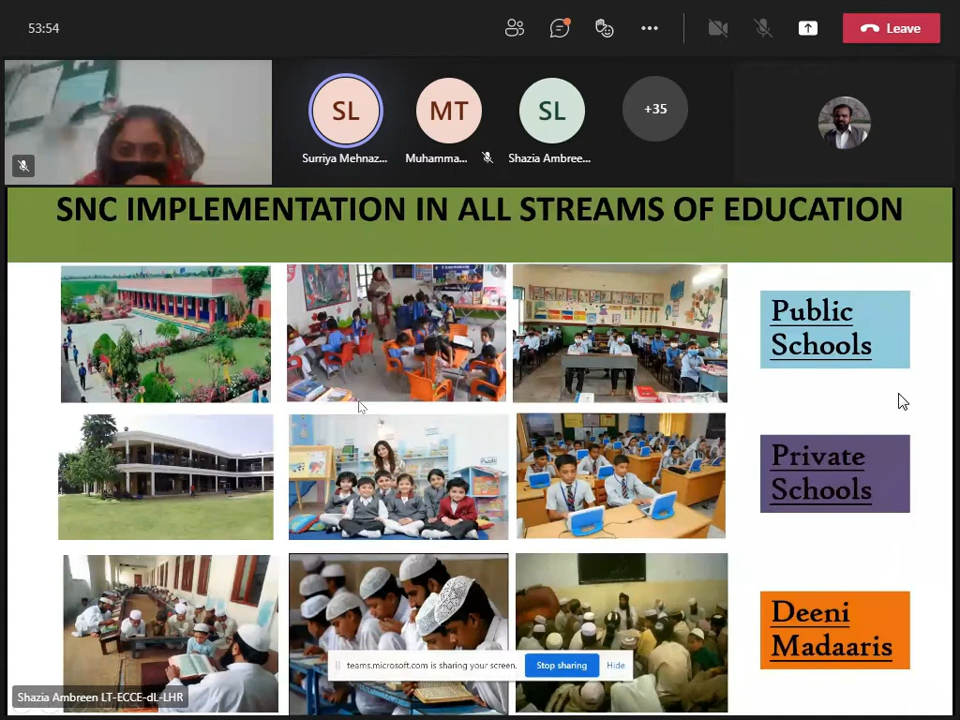 53:54
Leave
SL
MT
SL
+35
Surriya Mehnaz...
Muhamma...
Shazia Ambree...
SNC IMPLEMENTATION IN ALL STREAMS OF EDUCATION
Public
Schools
Private
Schools
Deeni
Madaaris
teams.microsoft.com is sharing your screen.
Stop sharing
Hide
Shazia Ambreen LT-ECCE-dL-LHR